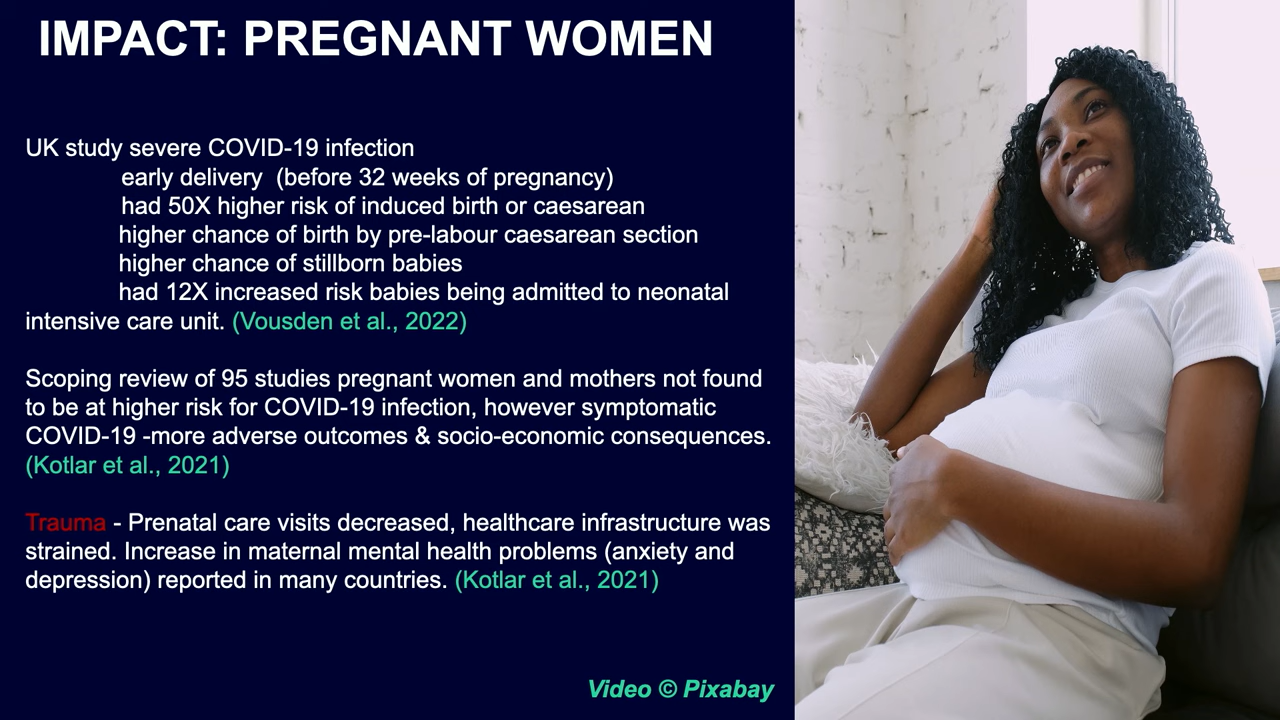 IMPACT: PREGNANT WOMEN
UK study severe COVID-19 infection
early delivery  (before 32 weeks of pregnancy)
had 50X higher risk of induced birth or caesarean
higher chance of birth by pre-labour caesarean section
higher chance of stillborn babies
had 12X increased risk babies being admitted to neonatal
intensive care unit. (Vousden et al., 2022)
Scoping review of 95 studies pregnant women and mothers not found
to be at higher risk for COVID-19 infection, however symptomatic
COVID-19 -more adverse outcomes & socio-economic consequences.
(Kotlar et al., 2021)
Trauma - Prenatal care visits decreased, healthcare infrastructure was
strained. Increase in maternal mental health problems (anxiety and
depression) reported in many countries. (Kotlar et al., 2021)
Video © Pixabay